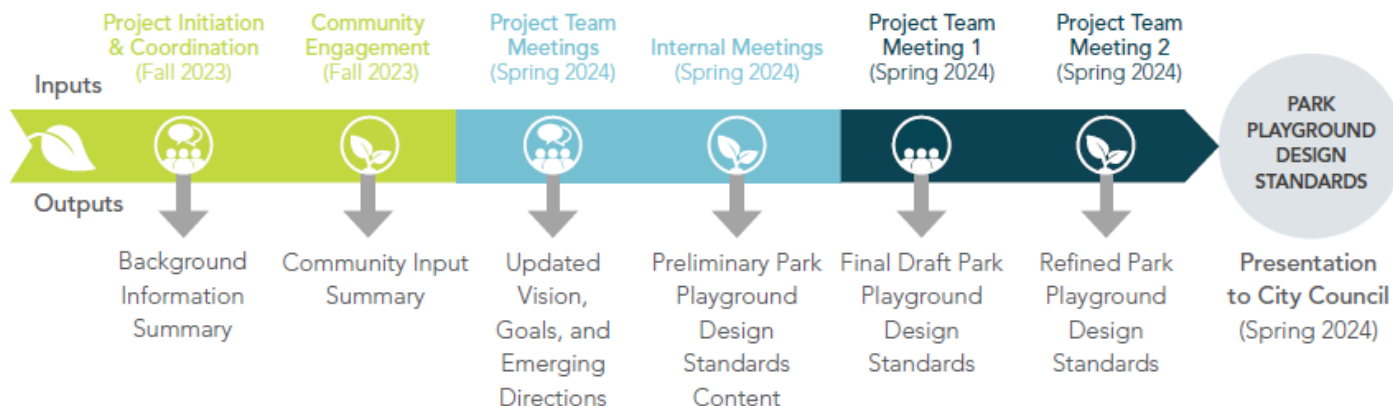 Project Initiation
& Coordination
(Fall 2023)
Community
Engagement
(Fall 2023)
Project Team
Meetings
(Spring 2024)
Internal Meetings
(Spring 2024)
Project Team
Meeting 1
(Spring 2024)
Project Team
Meeting 2
(Spring 2024)
Inputs
PARK
PLAYGROUND
DESIGN
STANDARDS
Outputs
Background
Information
Summary
Community Input
Summary
Updated
Vision,
Goals, and
Emerging
Directions
Preliminary Park
Playground
Design
Standards
Content
Final Draft Park
Playground
Design
Standards
Refined Park
Playground
Design
Standards
Presentation
to City Council
(Spring 2024)